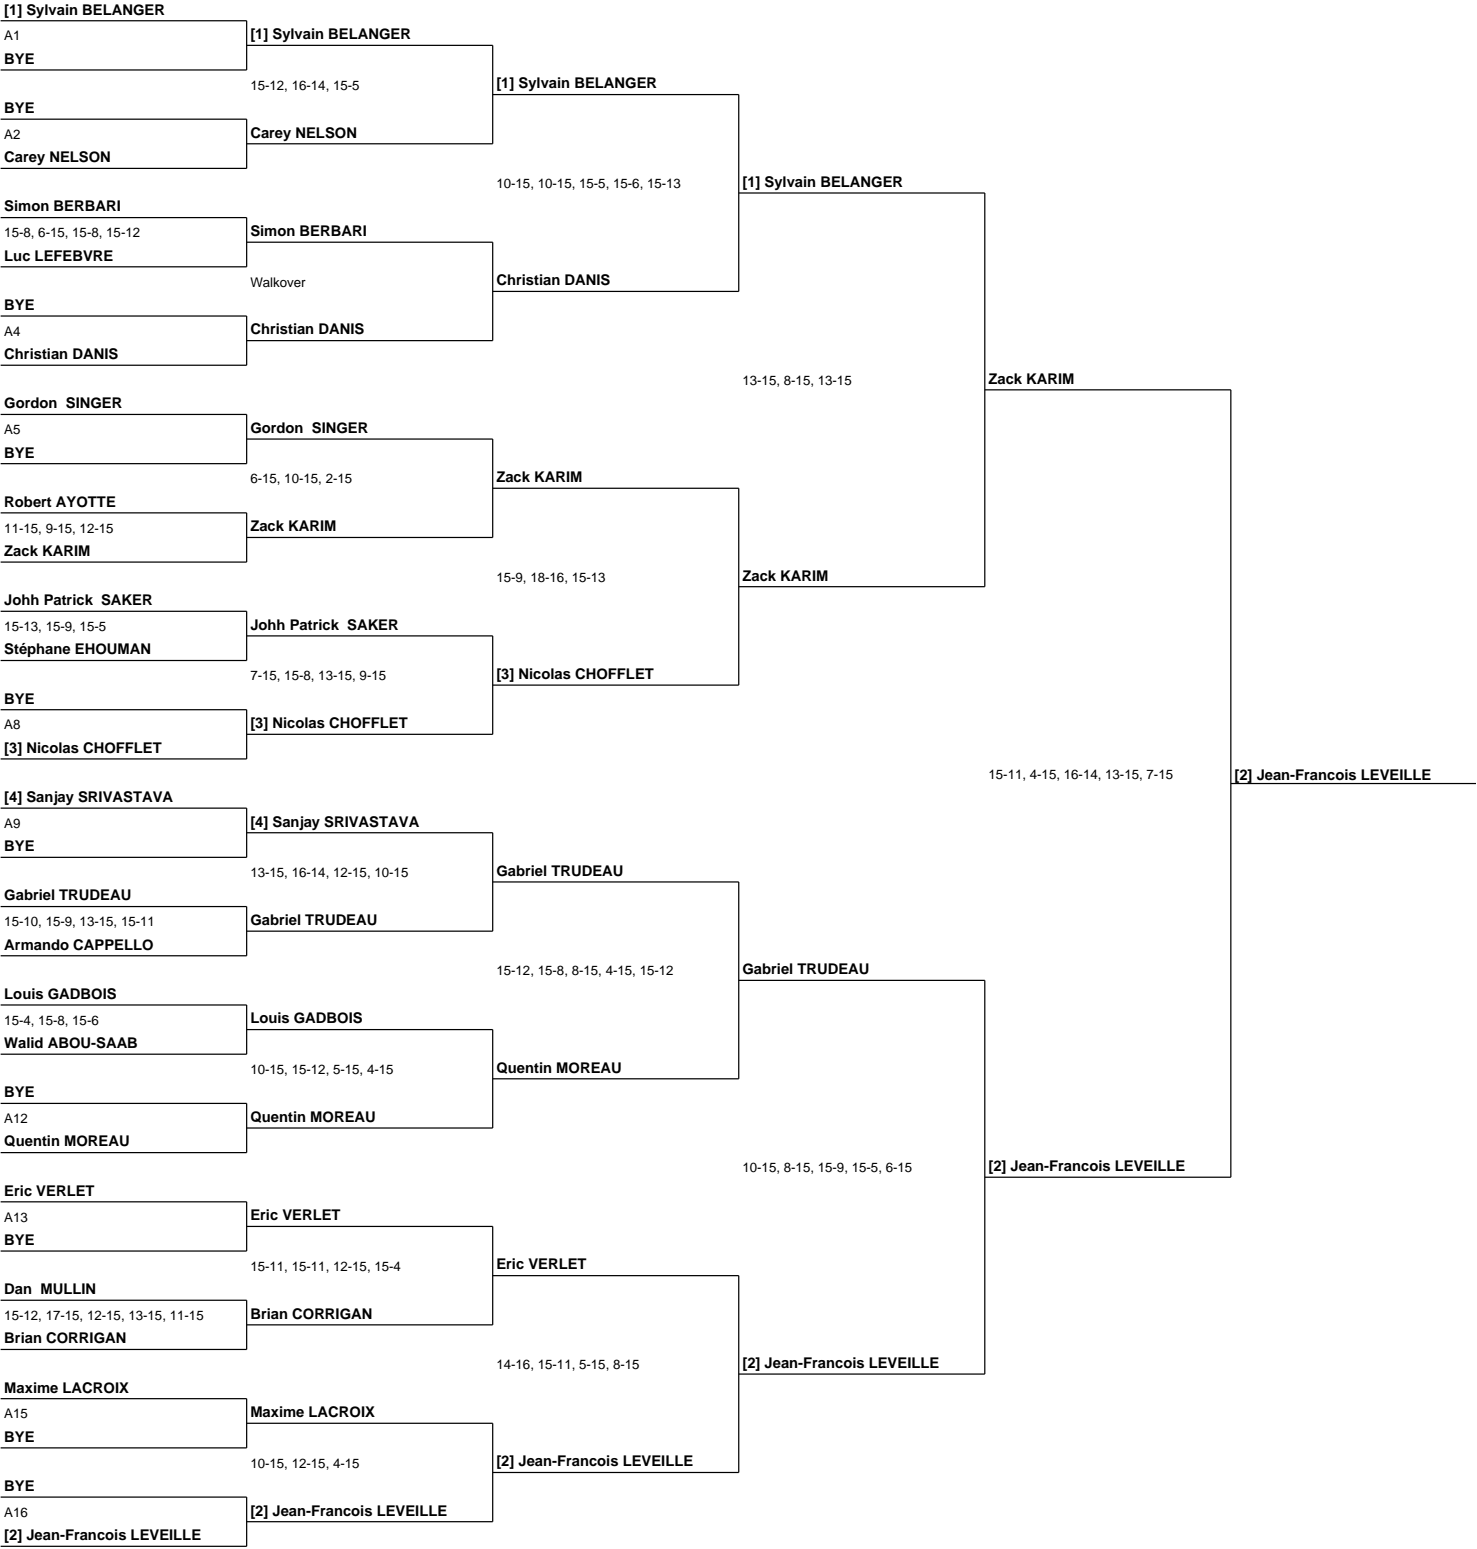 [1] Sylvain BELANGER
A1
BYE
BYE
A2
Carey NELSON
Simon BERBARI
15-8, 6-15, 15-8, 15-12
Luc LEFEBVRE
BYE
A4
Christian DANIS
Gordon  SINGER
A5
BYE
Robert AYOTTE
11-15, 9-15, 12-15
Zack KARIM
Johh Patrick  SAKER
15-13, 15-9, 15-5
Stéphane EHOUMAN
BYE
A8
[3] Nicolas CHOFFLET
[4] Sanjay SRIVASTAVA
A9
BYE
Gabriel TRUDEAU
15-10, 15-9, 13-15, 15-11
Armando CAPPELLO
Louis GADBOIS
15-4, 15-8, 15-6
Walid ABOU-SAAB
BYE
A12
Quentin MOREAU
Eric VERLET
A13
BYE
Dan  MULLIN
15-12, 17-15, 12-15, 13-15, 11-15
Brian CORRIGAN
Maxime LACROIX
A15
BYE
BYE
A16
[2] Jean-Francois LEVEILLE
[1] Sylvain BELANGER
15-12, 16-14, 15-5
Carey NELSON
Simon BERBARI
Walkover
Christian DANIS
Gordon  SINGER
6-15, 10-15, 2-15
Zack KARIM
Johh Patrick  SAKER
7-15, 15-8, 13-15, 9-15
[3] Nicolas CHOFFLET
[4] Sanjay SRIVASTAVA
13-15, 16-14, 12-15, 10-15
Gabriel TRUDEAU
Louis GADBOIS
10-15, 15-12, 5-15, 4-15
Quentin MOREAU
Eric VERLET
15-11, 15-11, 12-15, 15-4
Brian CORRIGAN
Maxime LACROIX
10-15, 12-15, 4-15
[2] Jean-Francois LEVEILLE
[1] Sylvain BELANGER
10-15, 10-15, 15-5, 15-6, 15-13
Christian DANIS
Zack KARIM
15-9, 18-16, 15-13
[3] Nicolas CHOFFLET
Gabriel TRUDEAU
15-12, 15-8, 8-15, 4-15, 15-12
Quentin MOREAU
Eric VERLET
14-16, 15-11, 5-15, 8-15
[2] Jean-Francois LEVEILLE
[1] Sylvain BELANGER
13-15, 8-15, 13-15
Zack KARIM
Gabriel TRUDEAU
10-15, 8-15, 15-9, 15-5, 6-15
[2] Jean-Francois LEVEILLE
Zack KARIM
15-11, 4-15, 16-14, 13-15, 7-15
[2] Jean-Francois LEVEILLE
[2] Jean-Francois LEVEILLE